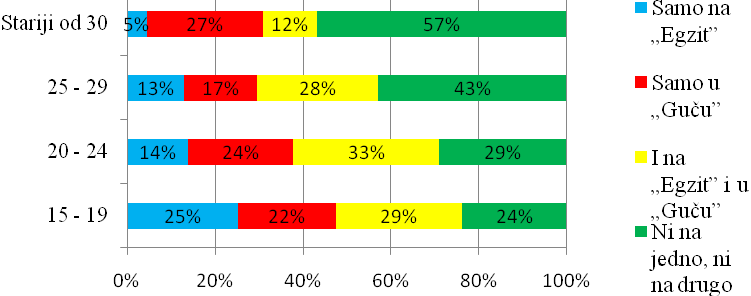 Stariji od 30
5% 27% 12% 57%
25 - 29
13% 17% 28% 43%
20 - 24
14% 24% 33% 29%
15 - 19
25% 22% 29% 24%
0% 20% 40% 60% 80% 100%
Samo na
„Egzit”
Samo u
„Guču”
I na
„Egzit” i u
„Guču”
Ni na
jedno, ni
na drugo